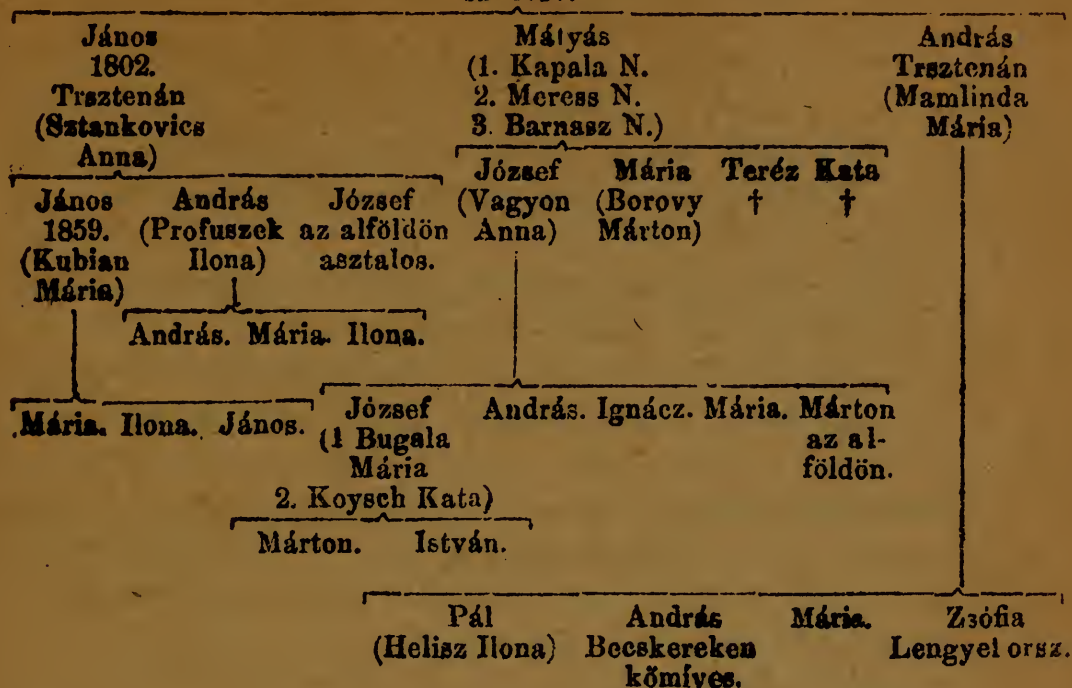 János Mátyás András
1802. (1. Kapala N. Trsztenán
Trsztenán 2. Meress N. (Mamlinda
(Sztankovics 3. Barnasz N.) Mária)
Anna)
József Mária Teréz Kata
János András József (Vagyon (Borovy † †
1859. (Profuszek az alföldön Anna) Márton)
(Kubian Ilona) asztalos.
Mária)
András. Mária. Ilona.
Mária. Ilona. János. József András. Ignácz. Mária. Márton
(1 Bugala az al-
Mária földön.
2. Koysch Kata)
Márton. István.
Pál András Mária. Zsófia
(Helisz Ilona) Becskereken Lengyel orsz.
kőmíves.